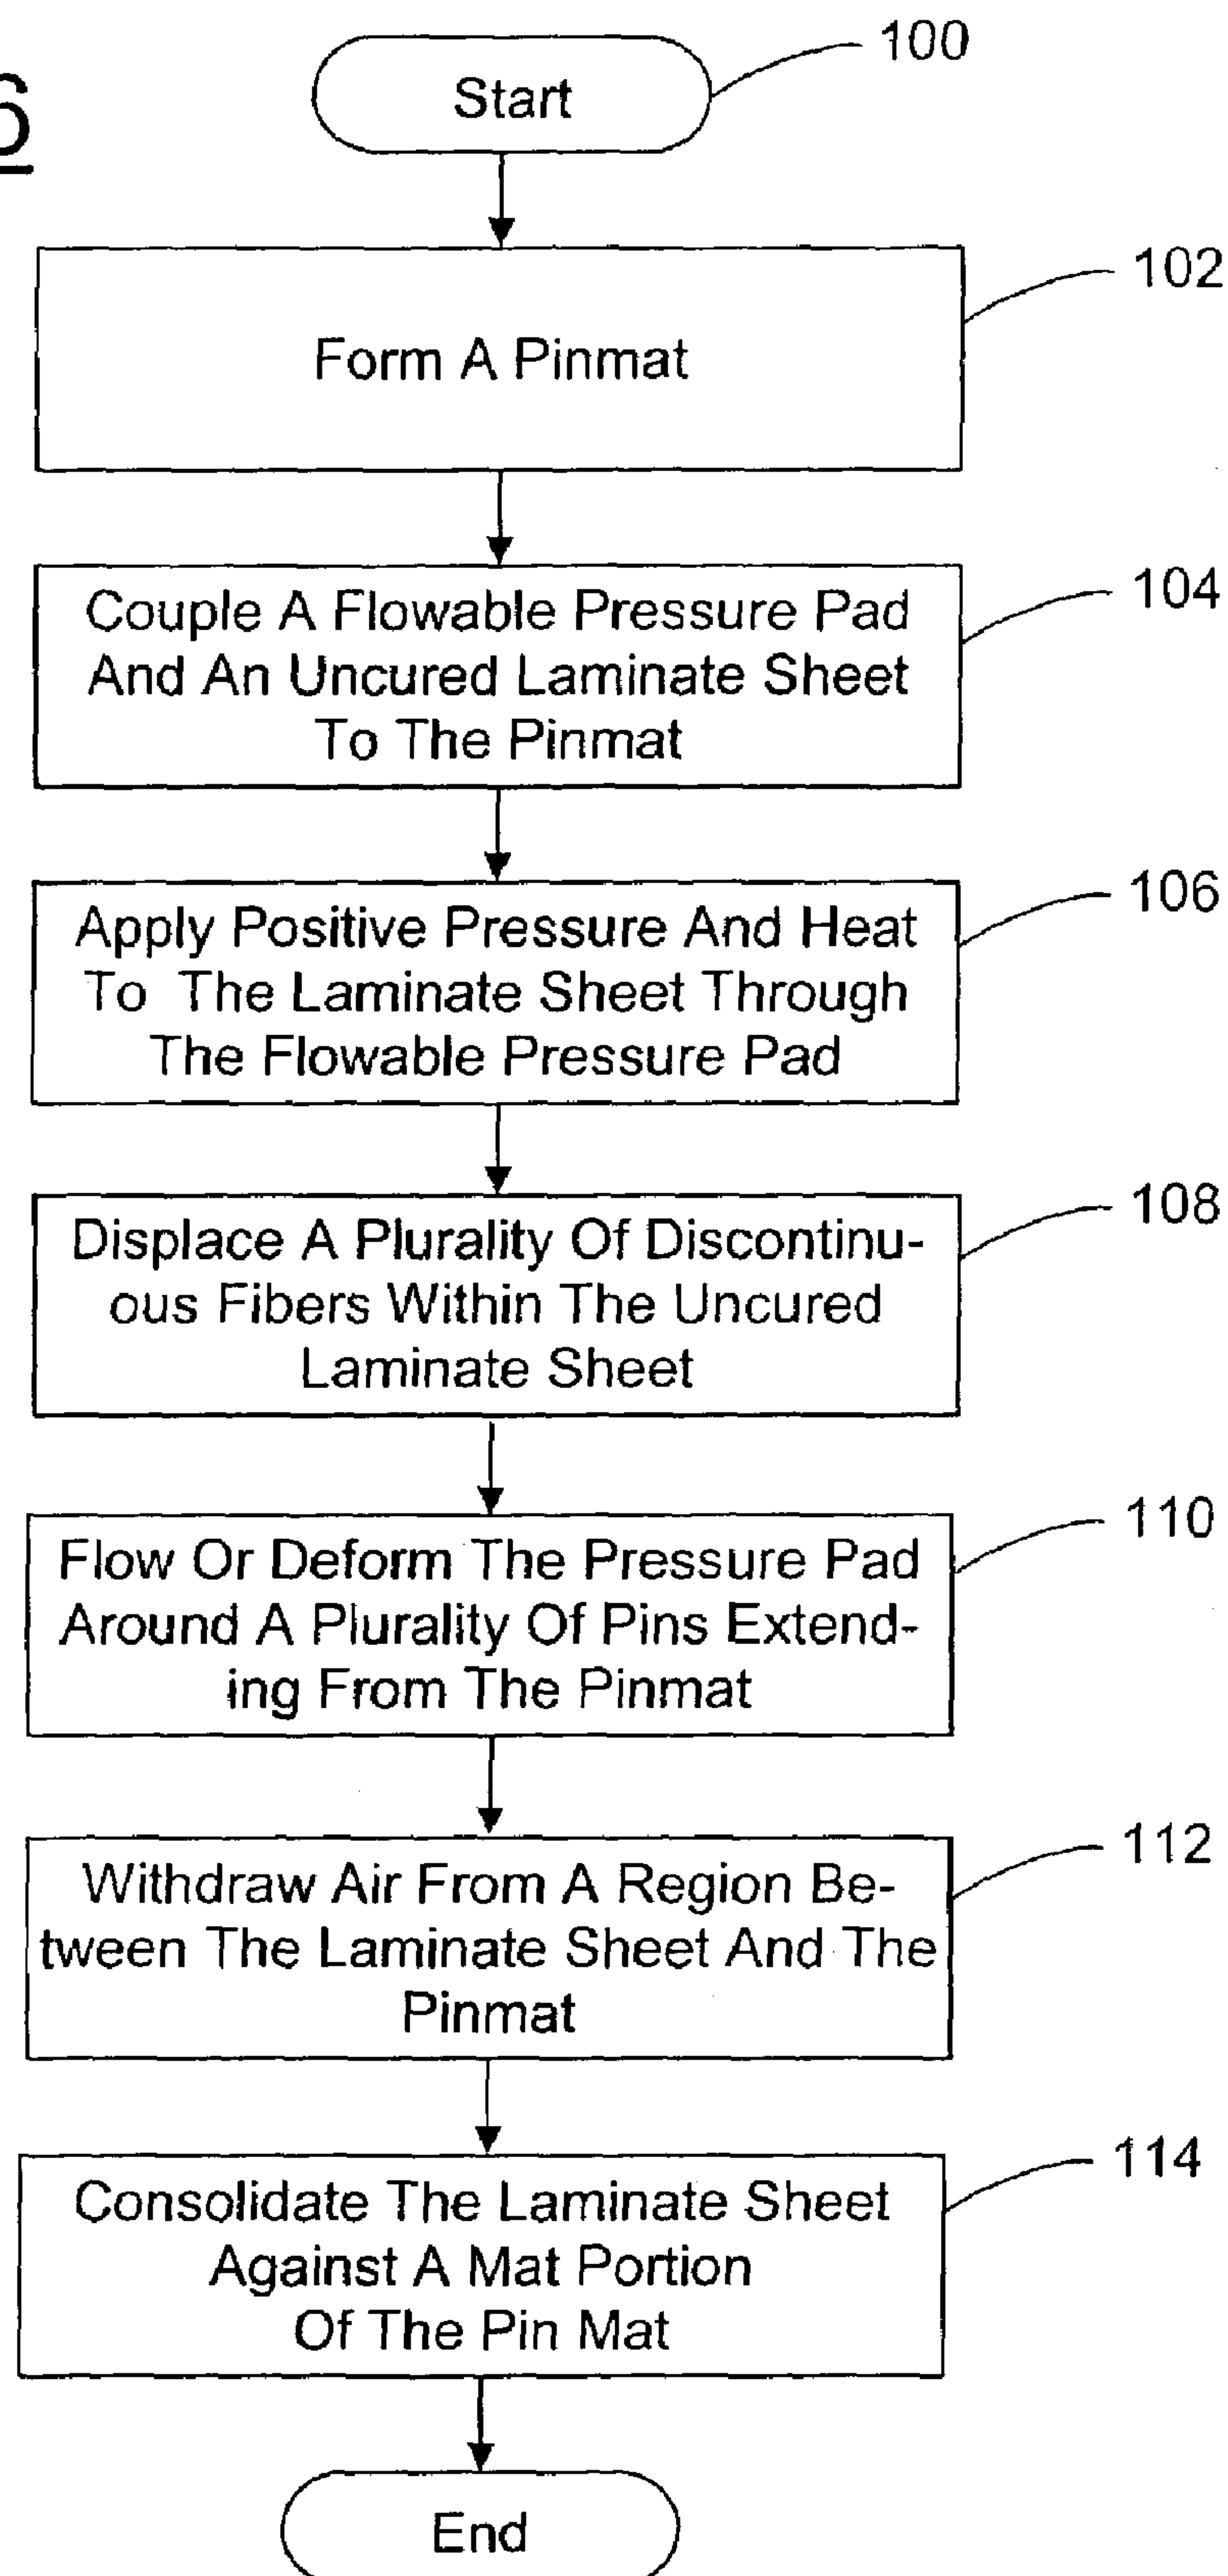 6
Start
100
102
Form A Pinmat
104
Couple A Flowable Pressure Pad
And An Uncured Laminate Sheet
To The Pinmat
106
Apply Positive Pressure And Heat
To The Laminate Sheet Through
The Flowable Pressure Pad
108
Displace A Plurality Of Discontinu-
ous Fibers Within The Uncured
Laminate Sheet
110
Flow Or Deform The Pressure Pad
Around A Plurality Of Pins Extend-
ing From The Pinmat
112
Withdraw Air From A Region Be-
tween The Laminate Sheet And The
Pinmat
114
Consolidate The Laminate Sheet
Against A Mat Portion
Of The Pin Mat
End